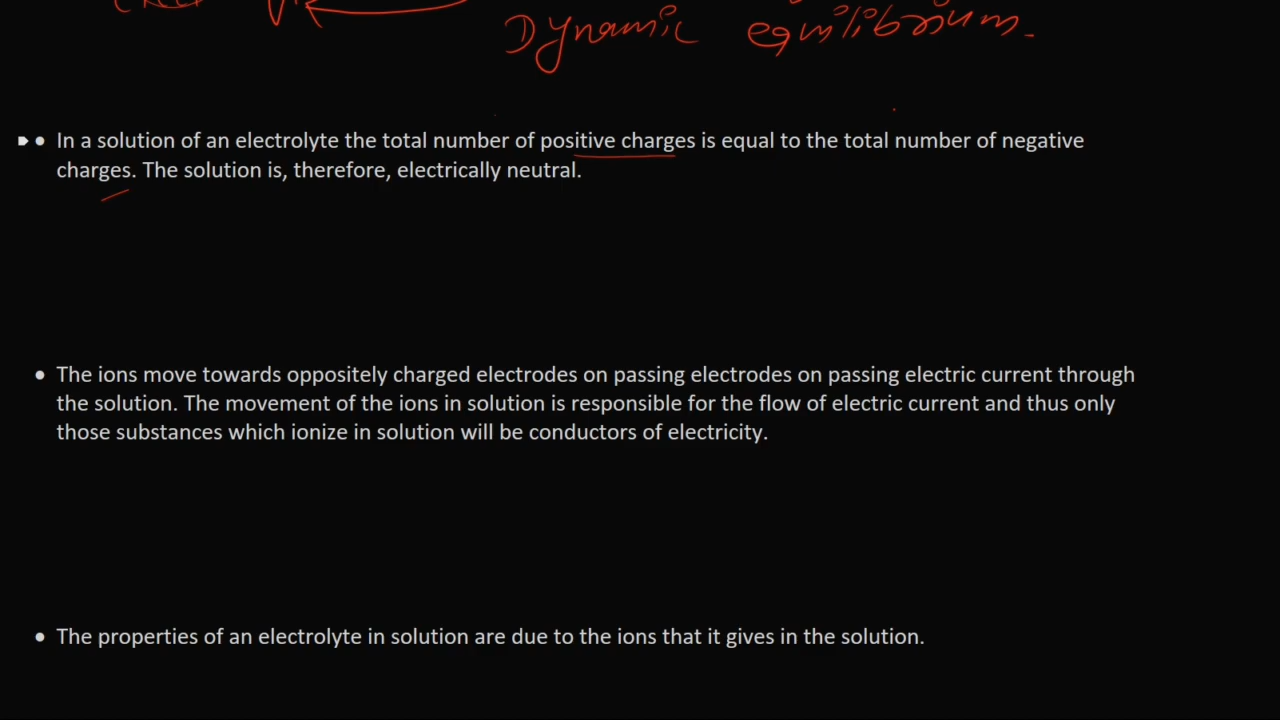 Dynamic equilibrium.
• In a solution of an electrolyte the total number of positive charges is equal to the total number of negative
charges. The solution is, therefore, electrically neutral.
• The ions move towards oppositely charged electrodes on passing electrodes on passing electric current through
the solution. The movement of the ions in solution is responsible for the flow of electric current and thus only
those substances which ionize in solution will be conductors of electricity.
• The properties of an electrolyte in solution are due to the ions that it gives in the solution.